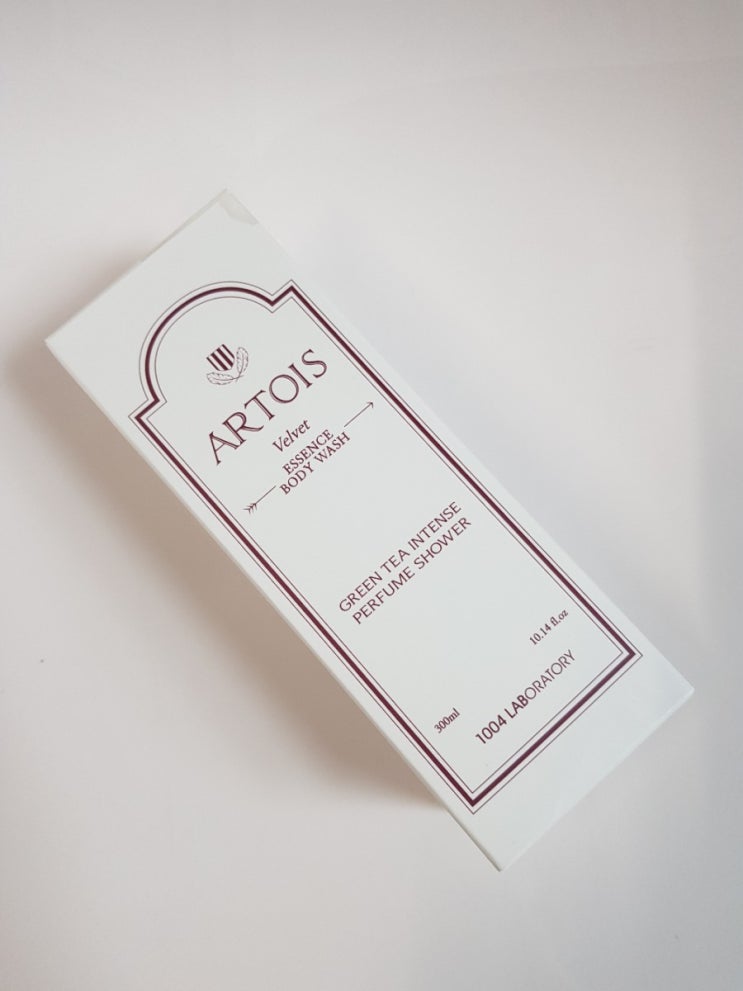 ARTOIS
Velvet
ESSENCE
BODY WASH
GREEN TEA INTENSE
PERFUME SHOWER
300ml
10.14 fl.oz
1004 LABORATORY